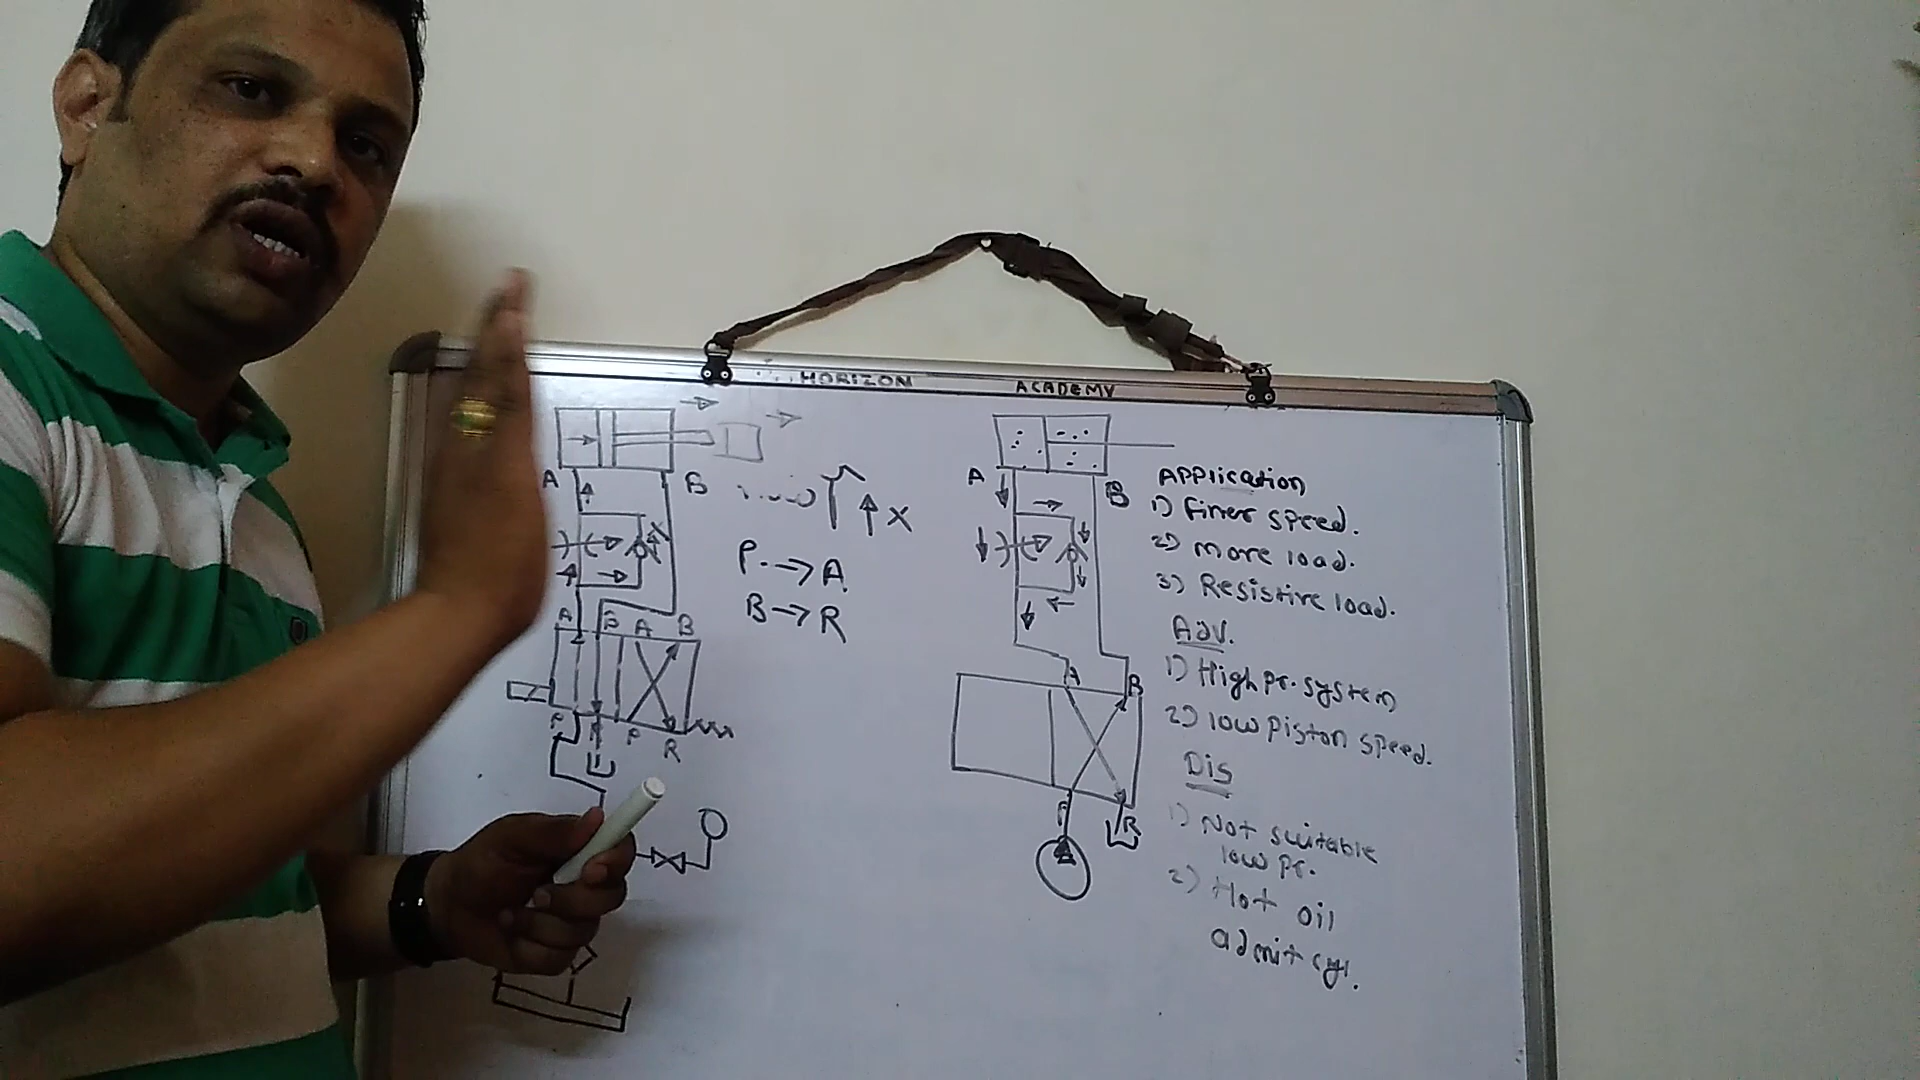 HORIZON ACADEMY
A B
X
P. → A.
B → R
A B A B
P R P R
A B
A B
P R
Application
1) Finer speed.
2) More load.
3) Resistive load.
Adv.
1) High pr. system
2) low piston speed.
Dis
1) Not suitable
low pr.
2) Hot oil
admit cyl.